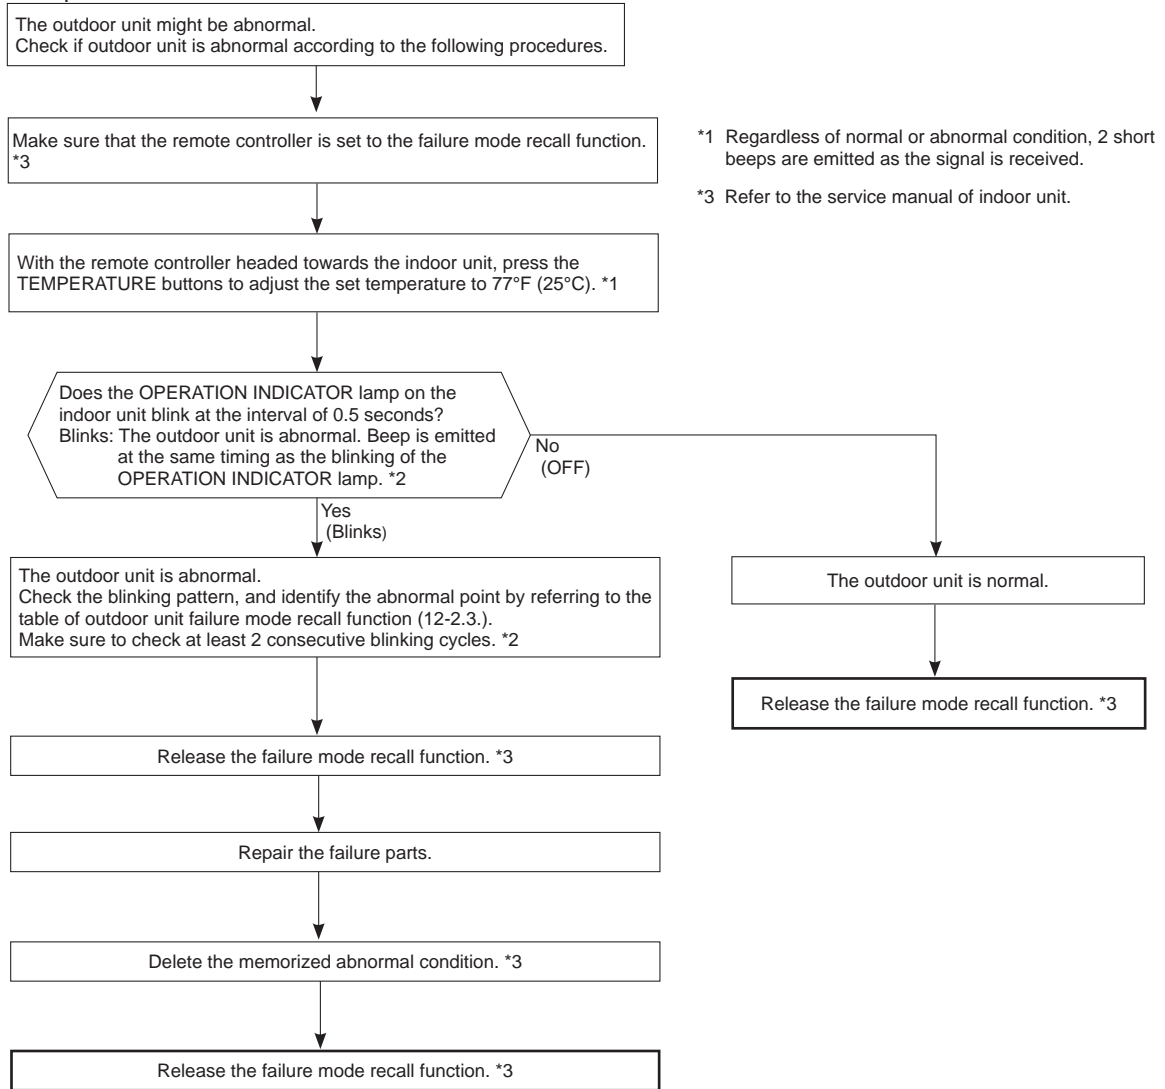 The outdoor unit might be abnormal.
Check if outdoor unit is abnormal according to the following procedures.
Make sure that the remote controller is set to the failure mode recall function.
*3
*1 Regardless of normal or abnormal condition, 2 short
beeps are emitted as the signal is received.
*3 Refer to the service manual of indoor unit.
With the remote controller headed towards the indoor unit, press the
TEMPERATURE buttons to adjust the set temperature to 77°F (25°C). *1
Does the OPERATION INDICATOR lamp on the
indoor unit blink at the interval of 0.5 seconds?
Blinks: The outdoor unit is abnormal. Beep is emitted
at the same timing as the blinking of the
OPERATION INDICATOR lamp. *2
No
(OFF)
Yes
(Blinks)
The outdoor unit is abnormal.
Check the blinking pattern, and identify the abnormal point by referring to the
table of outdoor unit failure mode recall function (12-2.3.).
Make sure to check at least 2 consecutive blinking cycles. *2
The outdoor unit is normal.
Release the failure mode recall function. *3
Release the failure mode recall function. *3
Repair the failure parts.
Delete the memorized abnormal condition. *3
Release the failure mode recall function. *3